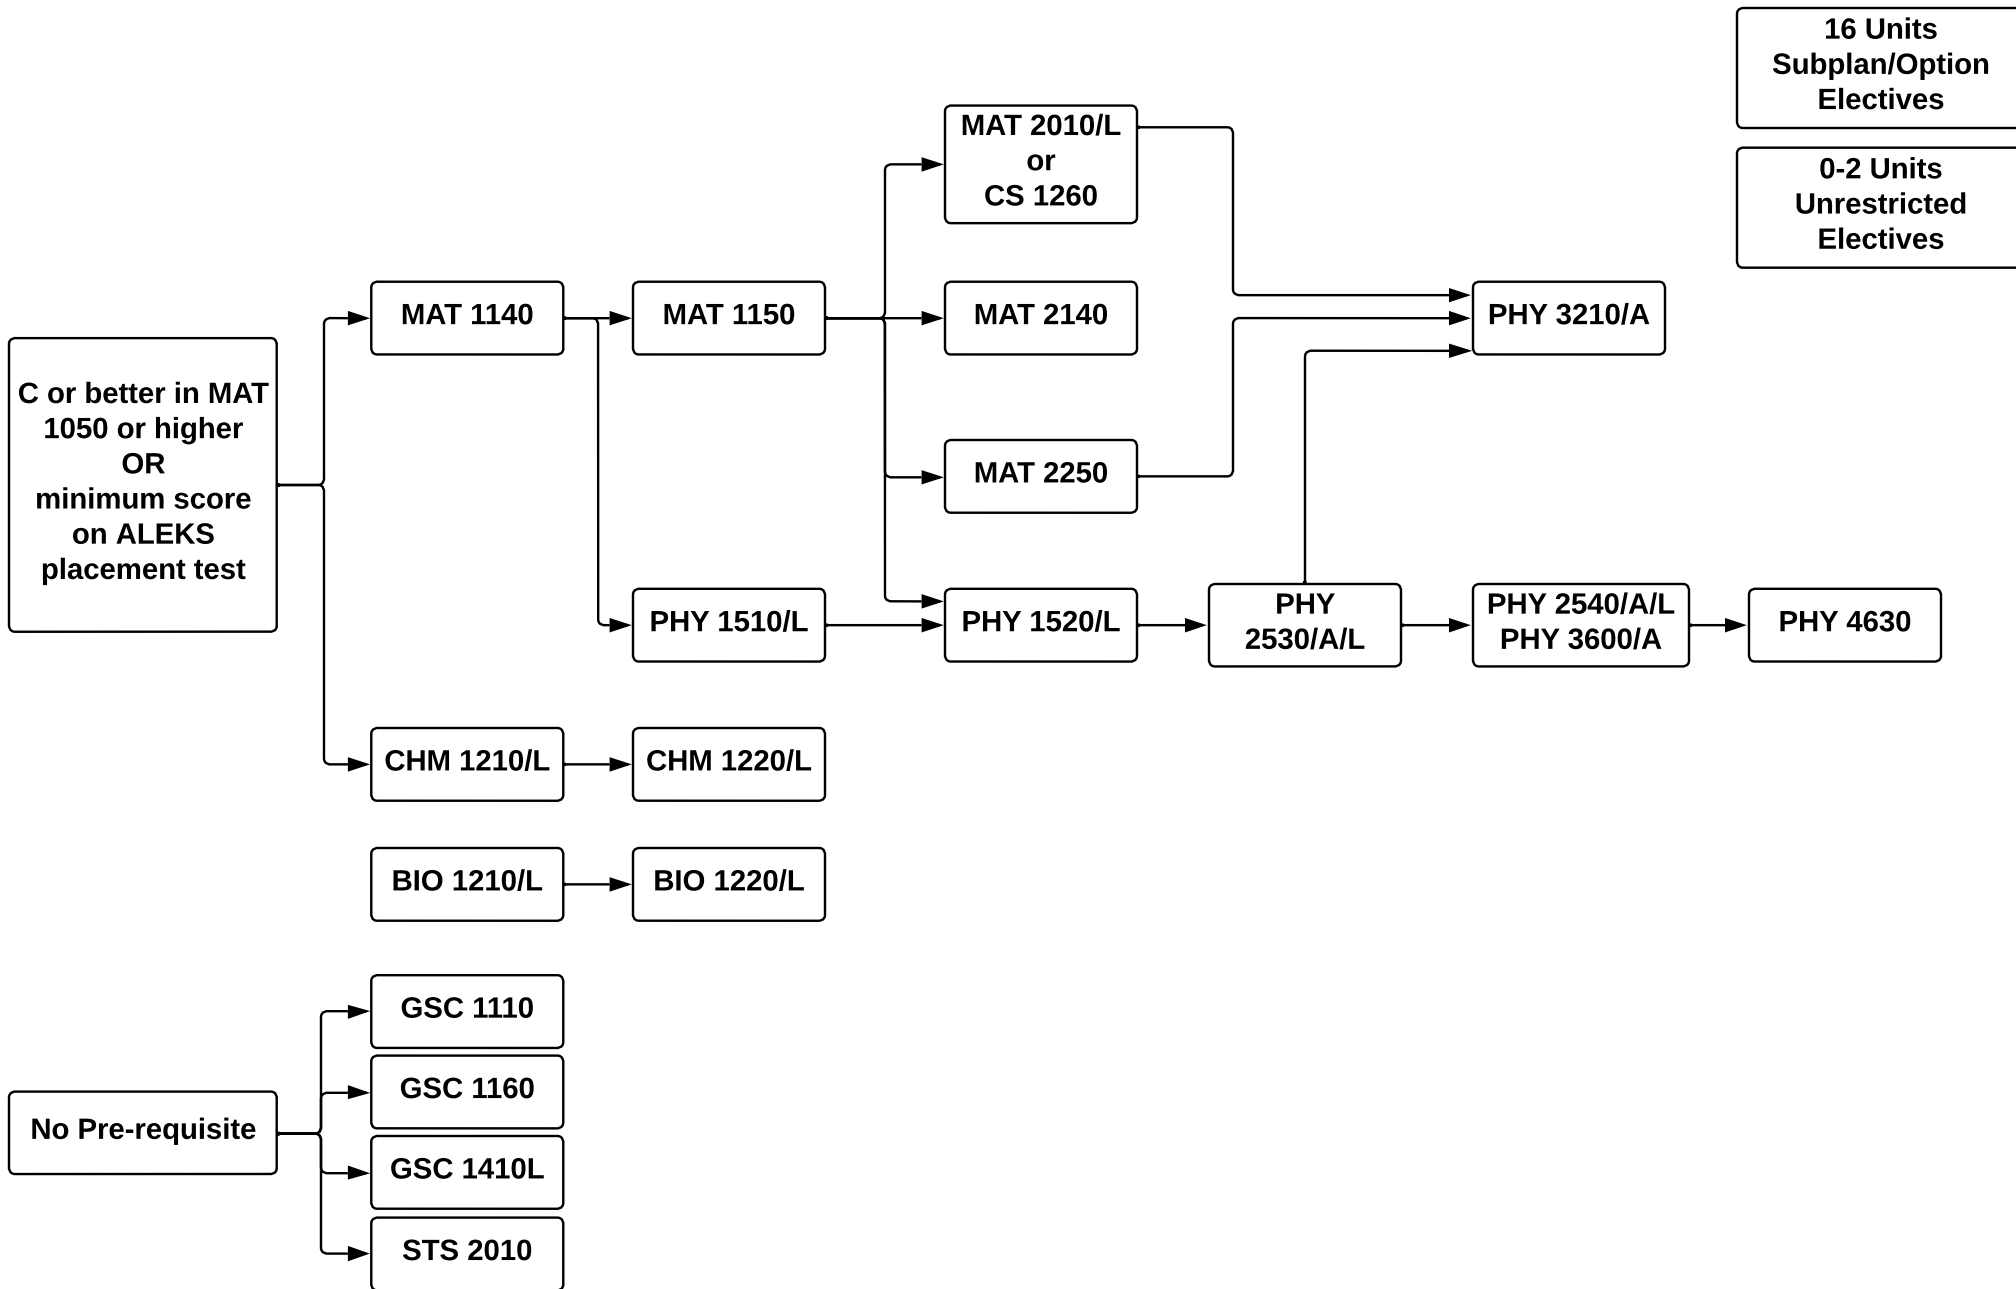 16 Units
Subplan/Option
Electives
0-2 Units
Unrestricted
Electives
MAT 2010/L
or
CS 1260
MAT 1140
MAT 1150
MAT 2140
PHY 3210/A
C or better in MAT
1050 or higher
OR
minimum score
on ALEKS
placement test
MAT 2250
PHY 1510/L
PHY 1520/L
PHY
2530/A/L
PHY 2540/A/L
PHY 3600/A
PHY 4630
CHM 1210/L
CHM 1220/L
BIO 1210/L
BIO 1220/L
No Pre-requisite
GSC 1110
GSC 1160
GSC 1410L
STS 2010